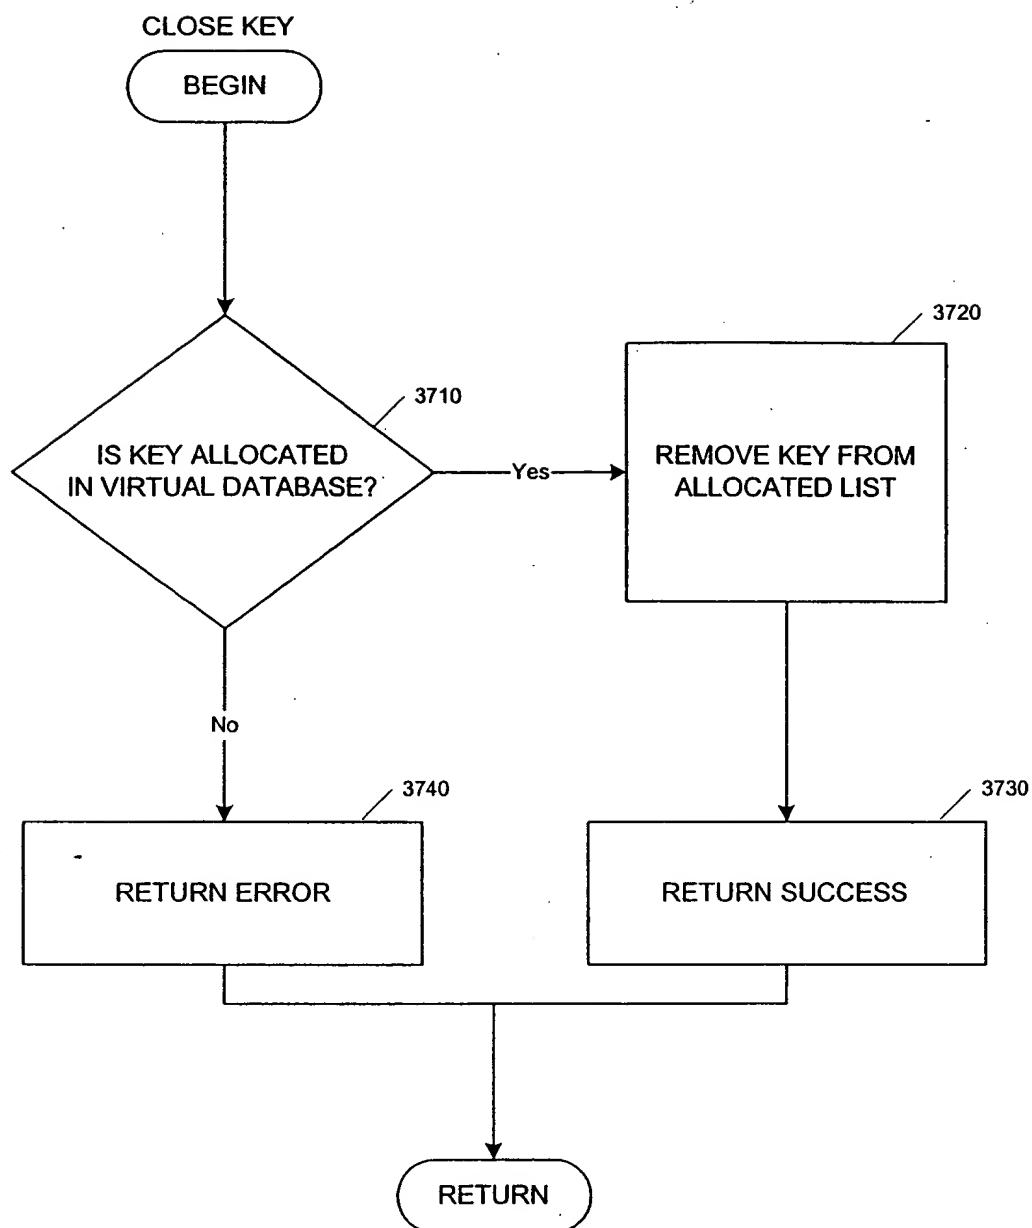 CLOSE KEY
BEGIN
3710
IS KEY ALLOCATED
IN VIRTUAL DATABASE?
Yes
3720
REMOVE KEY FROM
ALLOCATED LIST
No
3740
RETURN ERROR
3730
RETURN SUCCESS
RETURN